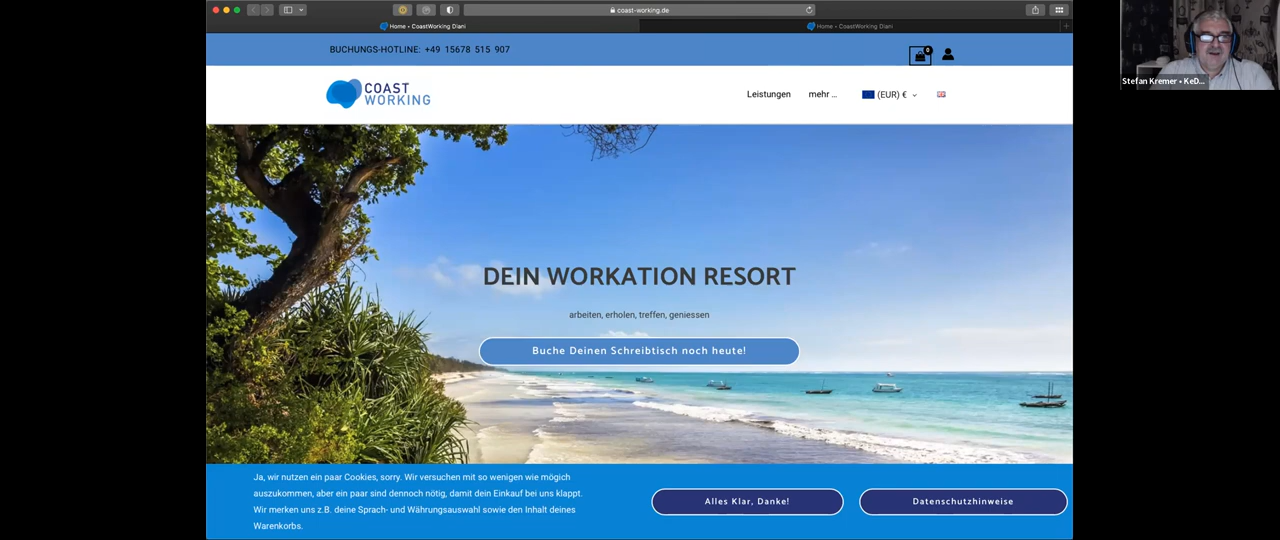 coast-working.de
Home • CoastWorking Diani
Home • CoastWorking Diani
BUCHUNGS-HOTLINE: +49 15678 515 907
0
COAST
WORKING
Leistungen
mehr ...
(EUR) €
DEIN WORKATION RESORT
arbeiten, erholen, treffen, geniessen
Buche Deinen Schreibtisch noch heute!
Ja, wir nutzen ein paar Cookies, sorry. Wir versuchen mit so wenigen wie möglich
auszukommen, aber ein paar sind dennoch nötig, damit dein Einkauf bei uns klappt.
Wir merken uns z.B. deine Sprach- und Währungsauswahl sowie den Inhalt deines
Warenkorbs.
Alles Klar, Danke!
Datenschutzhinweise
Stefan Kremer • KeD...